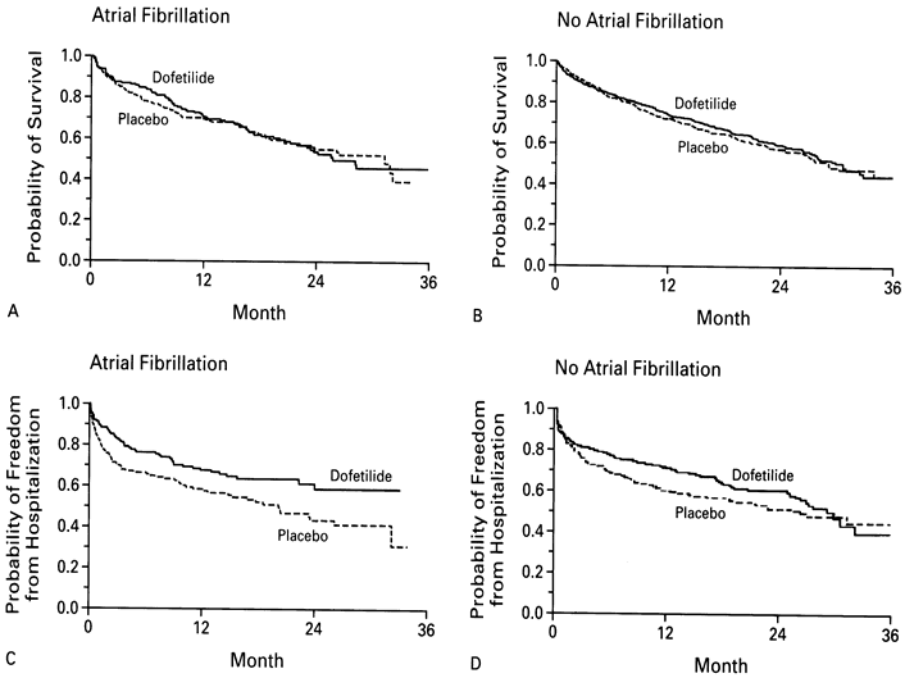 Atrial Fibrillation
Probability of Survival
1.0
0.8
0.6
0.4
0.2
0.0
Dofetilide
Placebo
0 12 24 36
Month
A
No Atrial Fibrillation
Probability of Survival
1.0
0.8
0.6
0.4
0.2
0.0
Dofetilide
Placebo
0 12 24 36
Month
B
Atrial Fibrillation
Probability of Freedom
from Hospitalization
1.0
0.8
0.6
0.4
0.2
0.0
Dofetilide
Placebo
0 12 24 36
Month
C
No Atrial Fibrillation
Probability of Freedom
from Hospitalization
1.0
0.8
0.6
0.4
0.2
0.0
Dofetilide
Placebo
0 12 24 36
Month
D